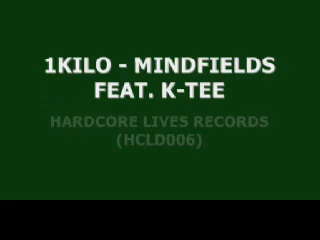 1KILO - MINDFIELDS
FEAT. K-TEE
HARDCORE LIVES RECORDS
(HCLD006)